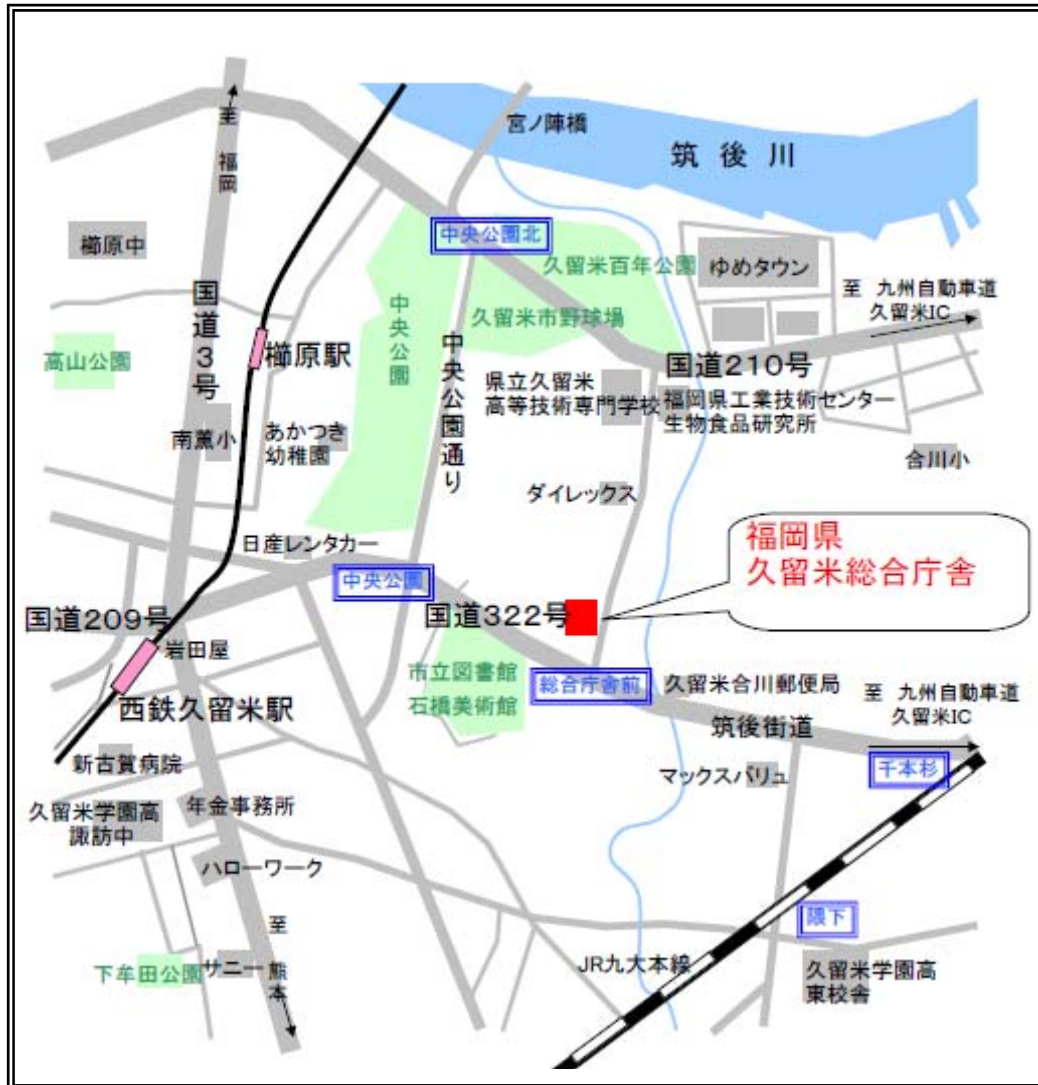 宮ノ陣橋
筑後川
至 福岡
櫛原中
中央公園北
久留米百年公園
ゆめタウン
至 九州自動車道
久留米IC
国道3号
中央公園
久留米市野球場
高山公園
櫛原駅
中央公園通り
国道210号
県立久留米
高等技術専門学校
福岡県工業技術センター
生物食品研究所
南薫小
あかつき
幼稚園
合川小
ダイレックス
日産レンタカー
福岡県
久留米総合庁舎
中央公園
国道209号
国道322号
岩田屋
市立図書館
石橋美術館
総合庁舎前
久留米合川郵便局
至 九州自動車道
久留米IC
西鉄久留米駅
筑後街道
新古賀病院
マックスバリュ
千本杉
久留米学園高
諏訪中
年金事務所
ハローワーク
隈下
至 熊本
下牟田公園
サニー
JR九大本線
久留米学園高
東校舎